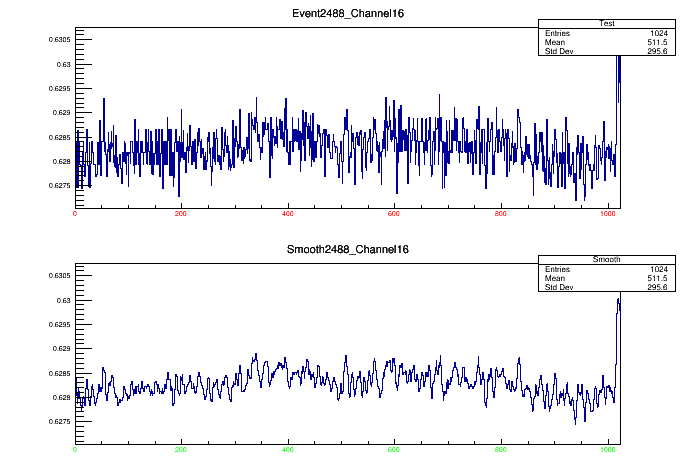 Event2488_Channel16
Test
Entries 1024
Mean 511.5
Std Dev 295.6
0.6305
0.63
0.6295
0.629
0.6285
0.628
0.6275
0 200 400 600 800 1000
Smooth2488_Channel16
Smooth
Entries 1024
Mean 511.5
Std Dev 295.6
0.6305
0.63
0.6295
0.629
0.6285
0.628
0.6275
0 200 400 600 800 1000